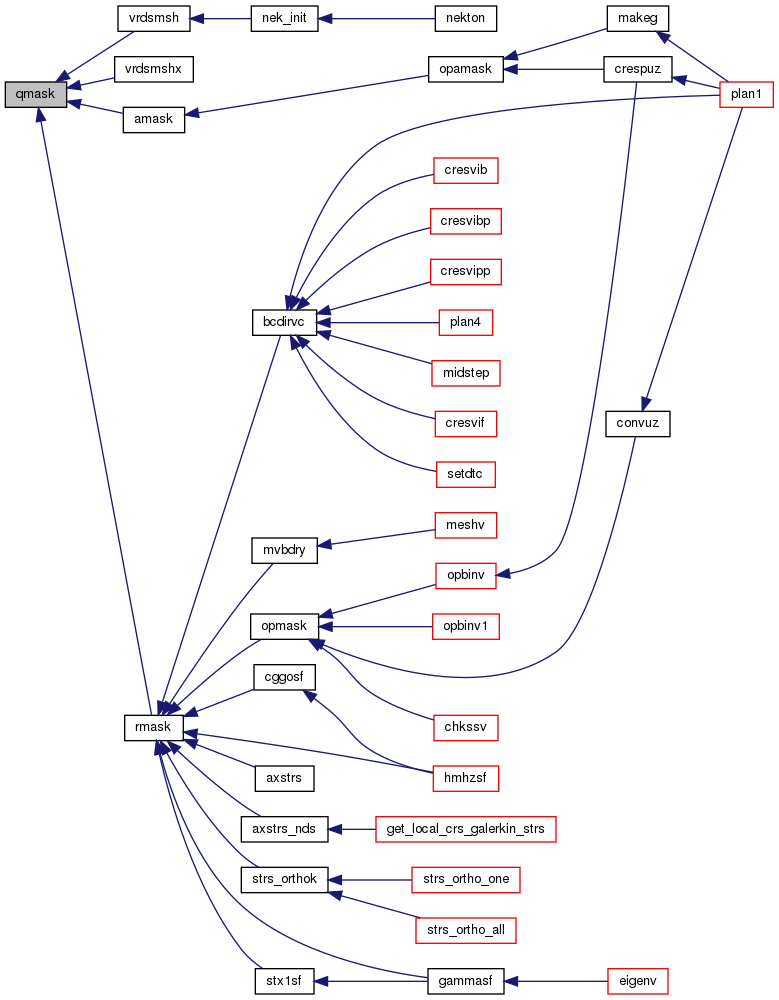 vrdsmsh
nek_init
nekton
makeg
vrdsmshx
opamask
crespuz
qmask
plan1
amask
cresvib
cresvibp
cresvipp
bcdirvc
plan4
midstep
cresvif
convuz
setdtc
meshv
mvbdry
opbinv
opmask
opbinv1
cggosf
rmask
chkssv
axstrs
hmhzsf
axstrs_nds
get_local_crs_galerkin_strs
strs_orthok
strs_ortho_one
strs_ortho_all
stx1sf
gammasf
eigenv